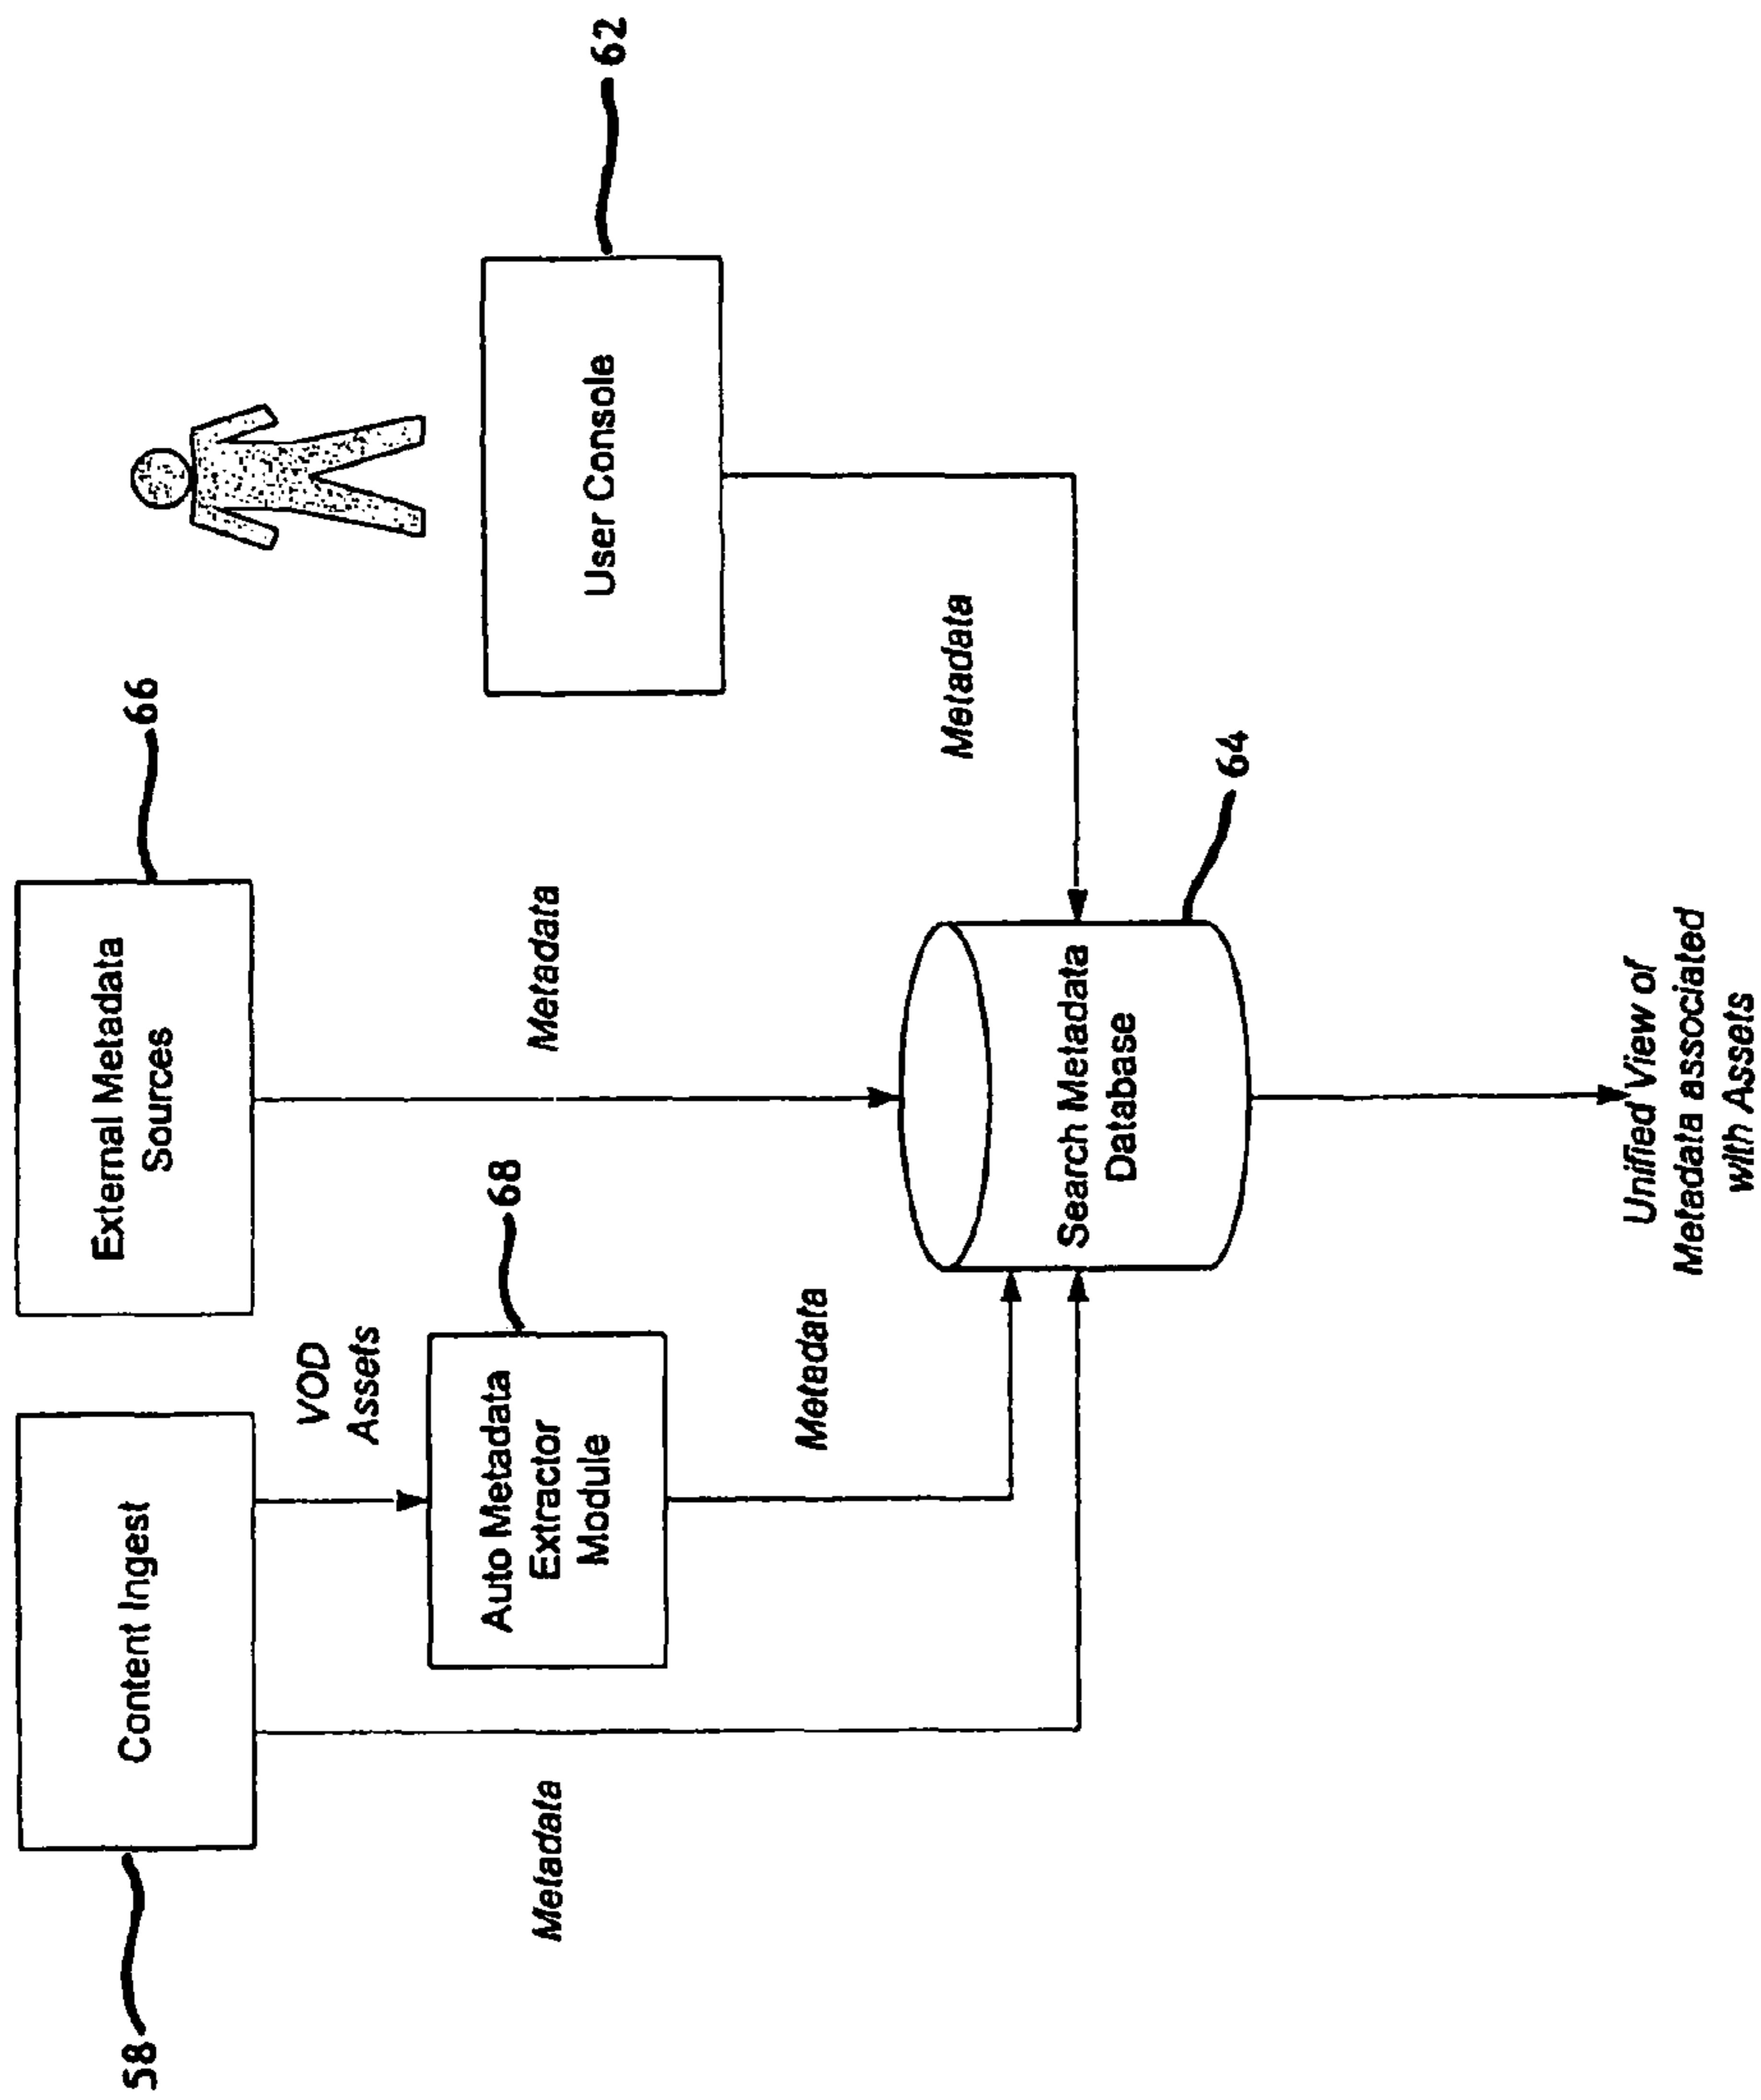 58
Content Ingest
External Metadata
Sources
66
VOD
Assets
68
Auto Metadata
Extractor
Module
User Console
62
Metadata
Metadata
Metadata
Metadata
Search Metadata
Database
64
Unified View of
Metadata associated
with Assets